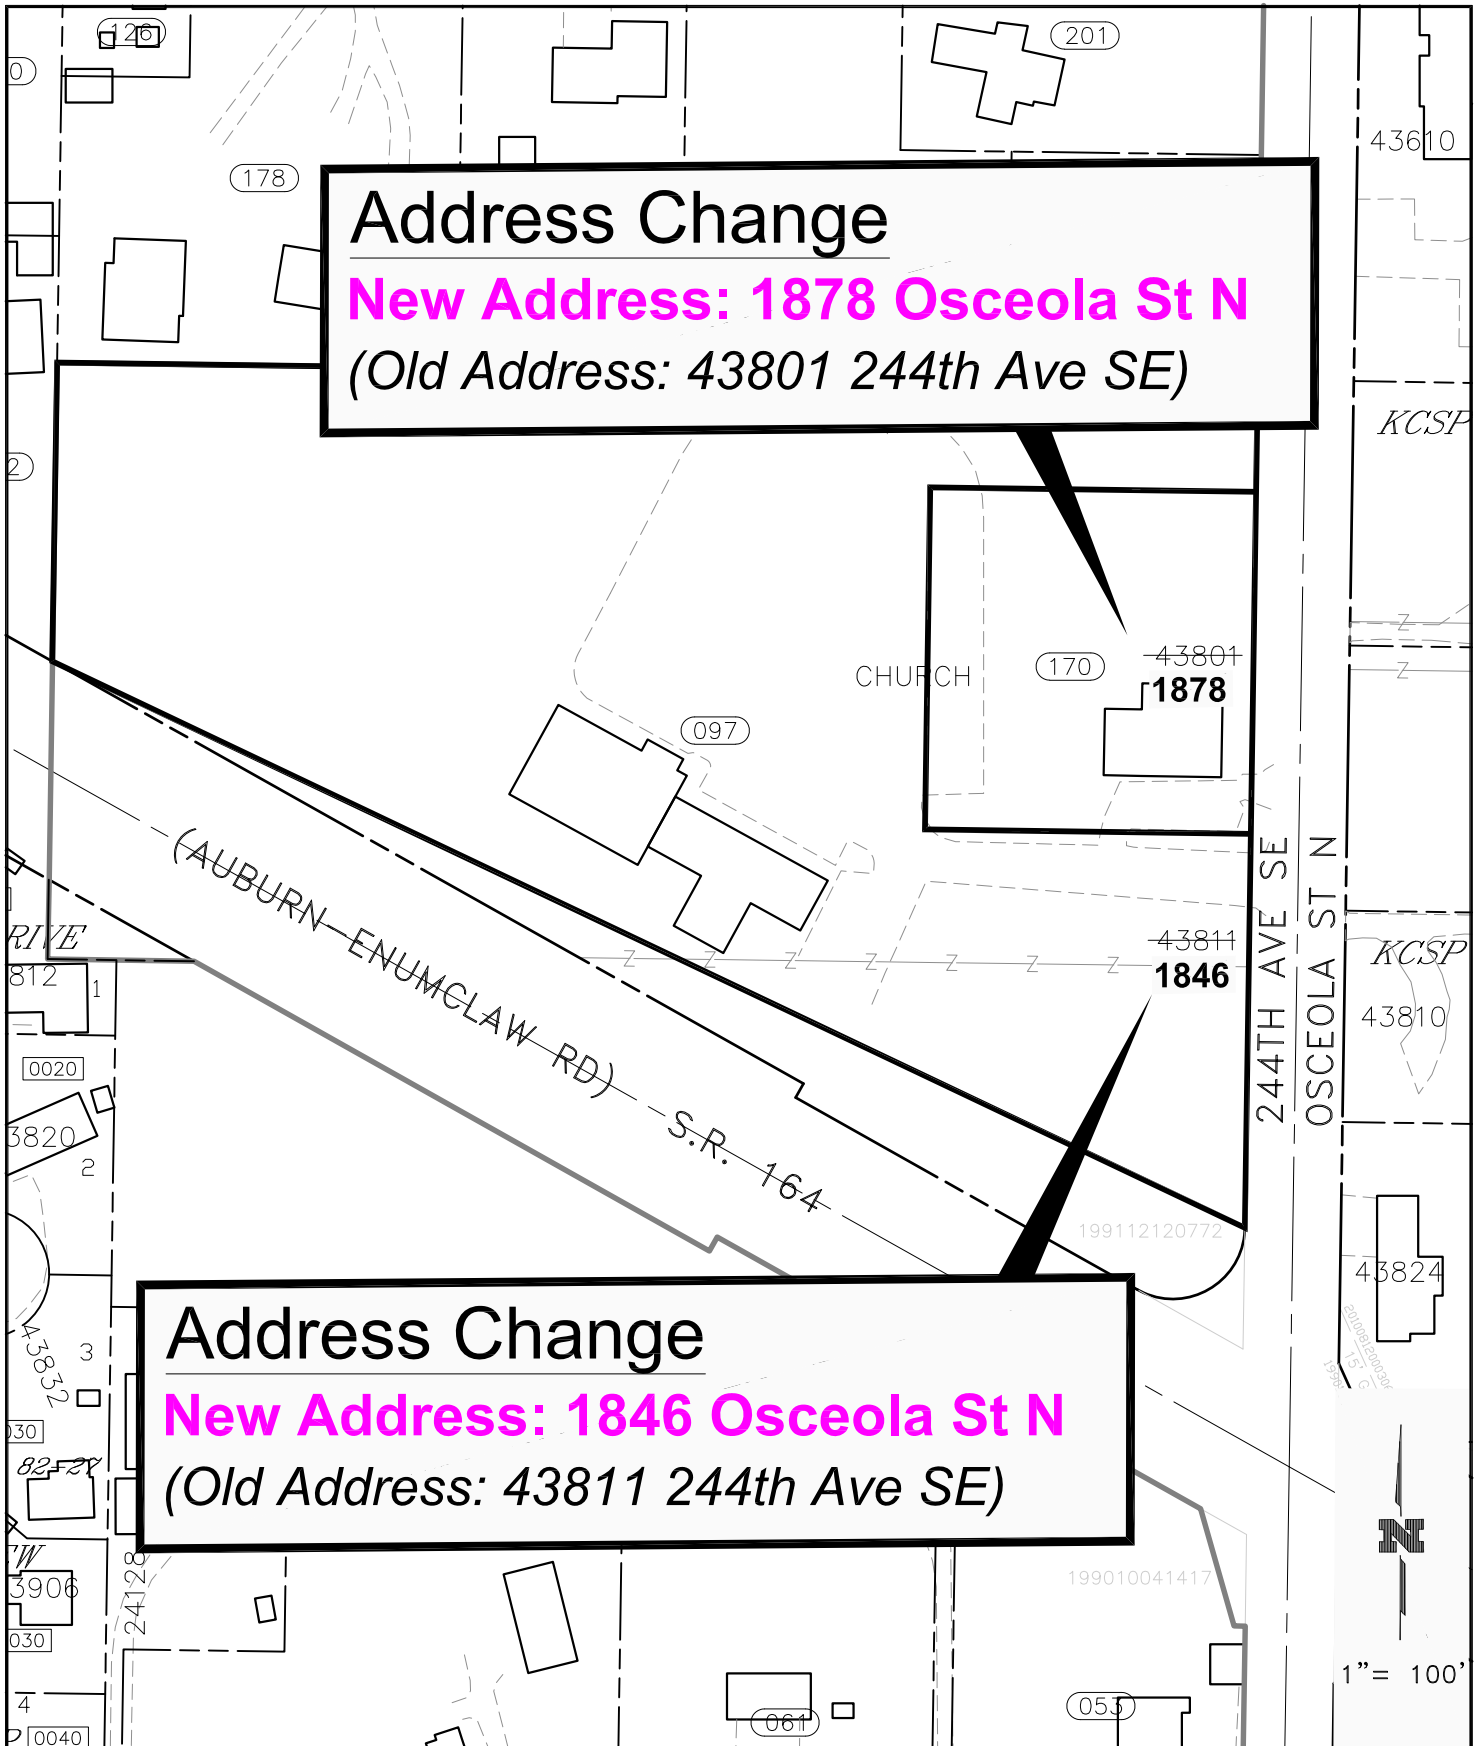 126
201
43610
178
Address Change
New Address: 1878 Osceola St N
(Old Address: 43801 244th Ave SE)
KCSP
CHURCH
170
43801
1878
097
(AUBURN-ENUMCLAW RD) S.R. 164
43811
1846
244TH AVE SE
OSCEOLA ST N
KCSP
43810
RIVE
812
1
0020
3820
2
199112120772
43824
Address Change
New Address: 1846 Osceola St N
(Old Address: 43811 244th Ave SE)
43832
3
030
82-27
3906
24128
030
199010041417
N
1"= 100'
4
0040
061
053